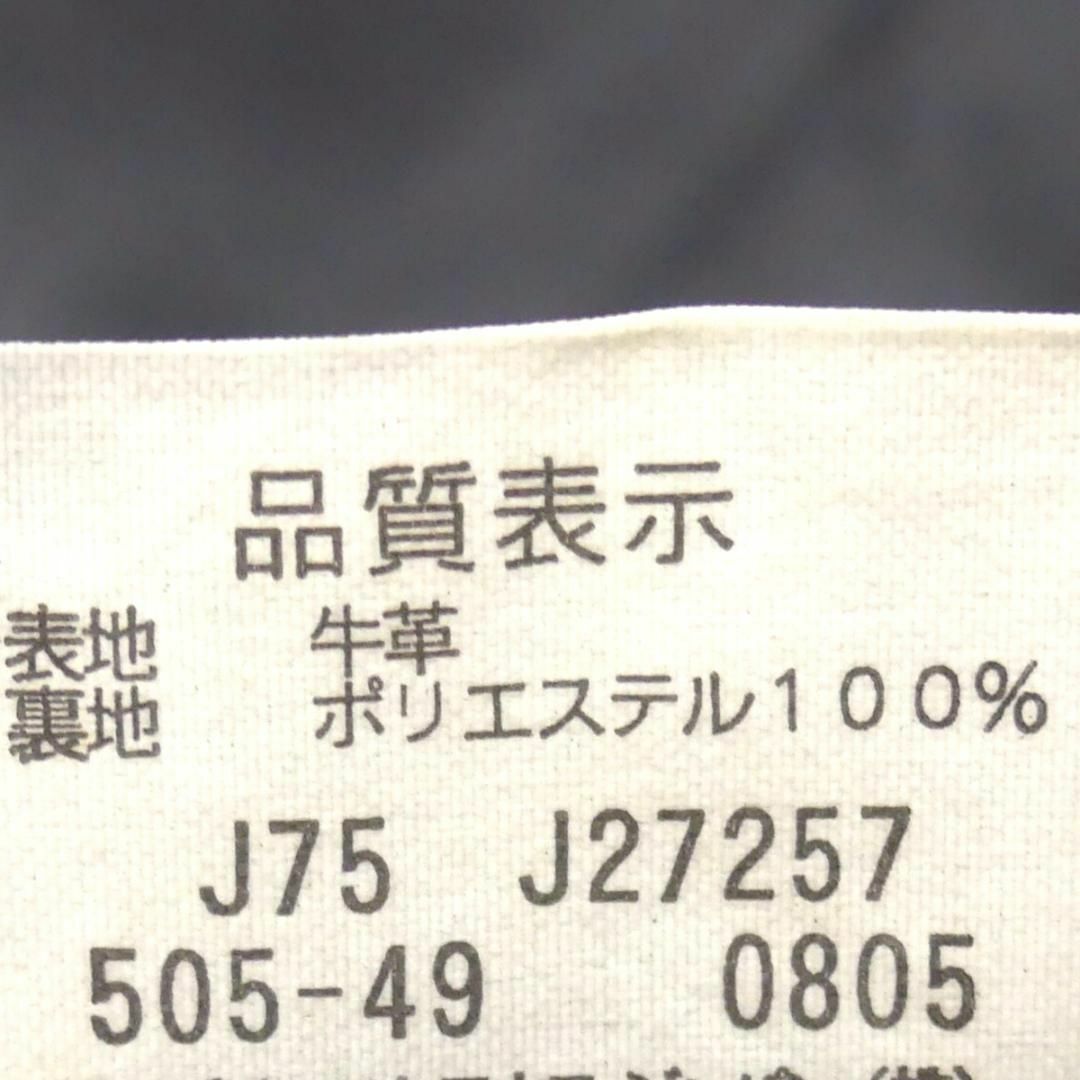 品質表示
表地 牛革
裏地 ポリエステル100%
J75 J27257
505-49 0805